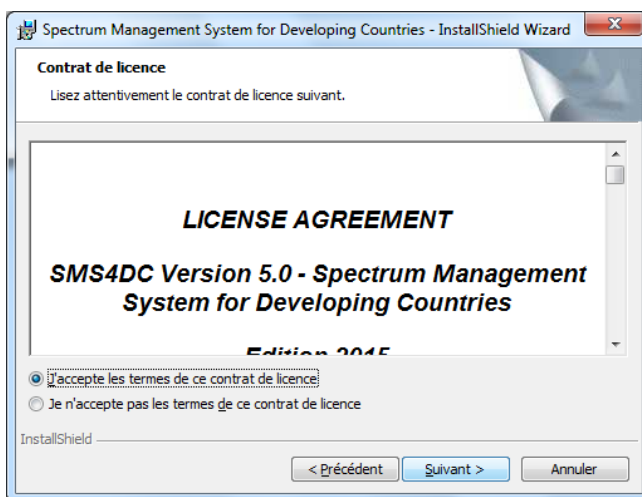 Spectrum Management System for Developing Countries - InstallShield Wizard
Contrat de licence
Lisez attentivement le contrat de licence suivant.
LICENSE AGREEMENT
SMS4DC Version 5.0 - Spectrum Management
System for Developing Countries
Edition 2015
J'accepte les termes de ce contrat de licence
Je n'accepte pas les termes de ce contrat de licence
InstallShield
< Précédent
Suivant >
Annuler